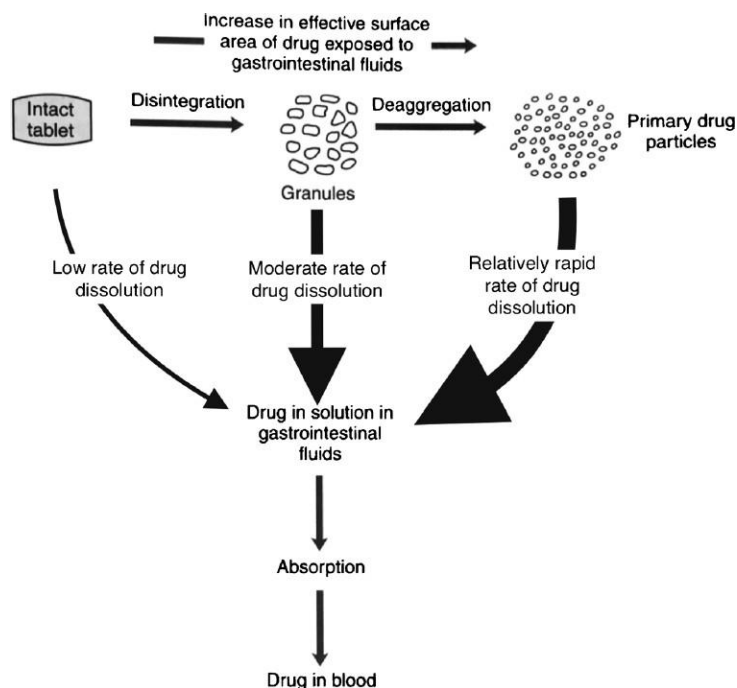 Increase in effective surface
area of drug exposed to
gastrointestinal fluids
Intact
tablet
Disintegration
Deaggregation
Primary drug
particles
Granules
Low rate of drug
dissolution
Moderate rate of
drug dissolution
Relatively rapid
rate of drug
dissolution
Drug in solution in
gastrointestinal
fluids
Absorption
Drug in blood